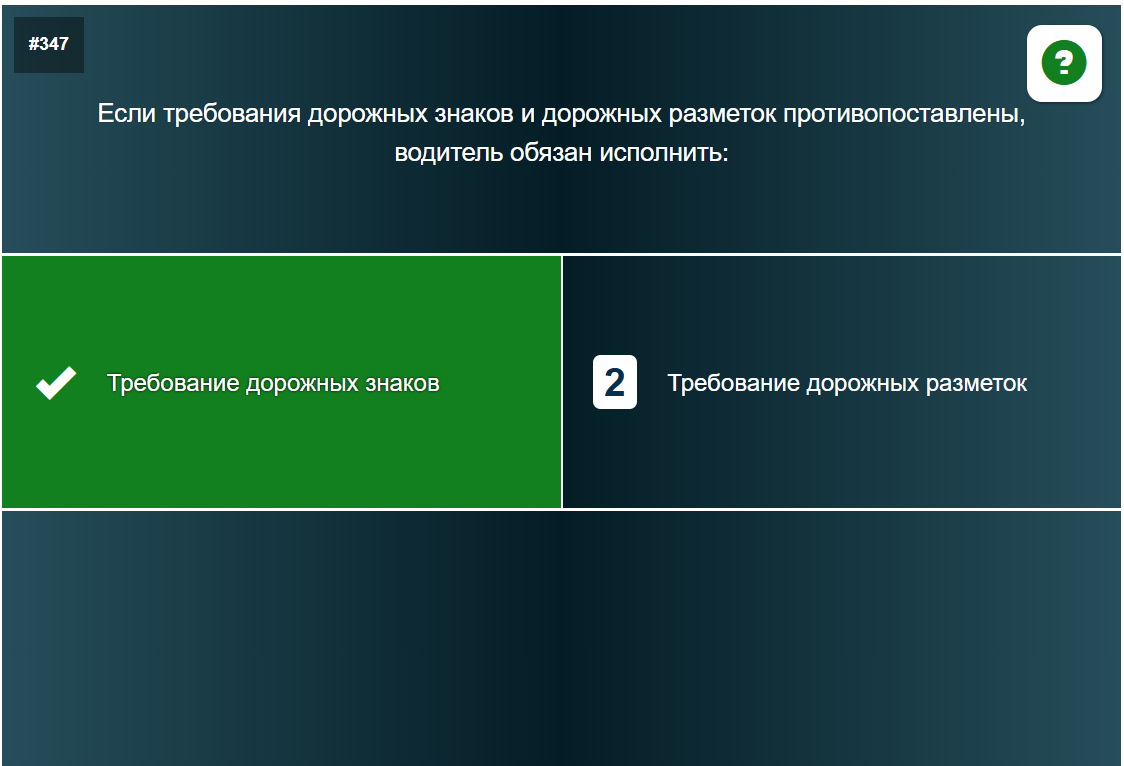 #347
?
Если требования дорожных знаков и дорожных разметок противопоставлены,
водитель обязан исполнить:
Требование дорожных знаков
2 Требование дорожных разметок